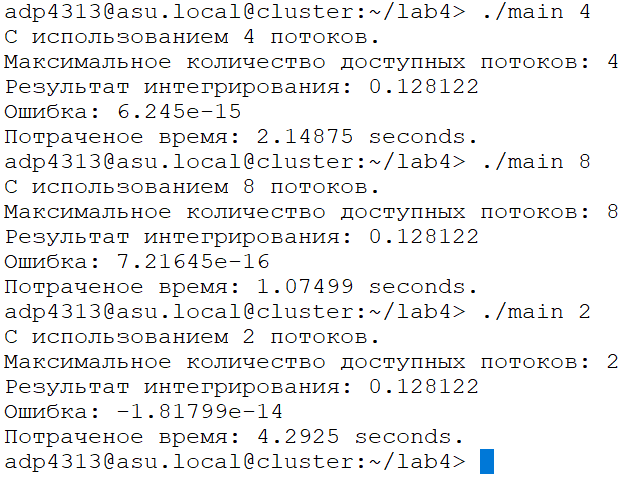 adp4313@asu.local@cluster:~/lab4> ./main 4
С использованием 4 потоков.
Максимальное количество доступных потоков: 4
Результат интегрирования: 0.128122
Ошибка: 6.245e-15
Потраченое время: 2.14875 seconds.
adp4313@asu.local@cluster:~/lab4> ./main 8
С использованием 8 потоков.
Максимальное количество доступных потоков: 8
Результат интегрирования: 0.128122
Ошибка: 7.21645e-16
Потраченое время: 1.07499 seconds.
adp4313@asu.local@cluster:~/lab4> ./main 2
С использованием 2 потоков.
Максимальное количество доступных потоков: 2
Результат интегрирования: 0.128122
Ошибка: -1.81799e-14
Потраченое время: 4.2925 seconds.
adp4313@asu.local@cluster:~/lab4>